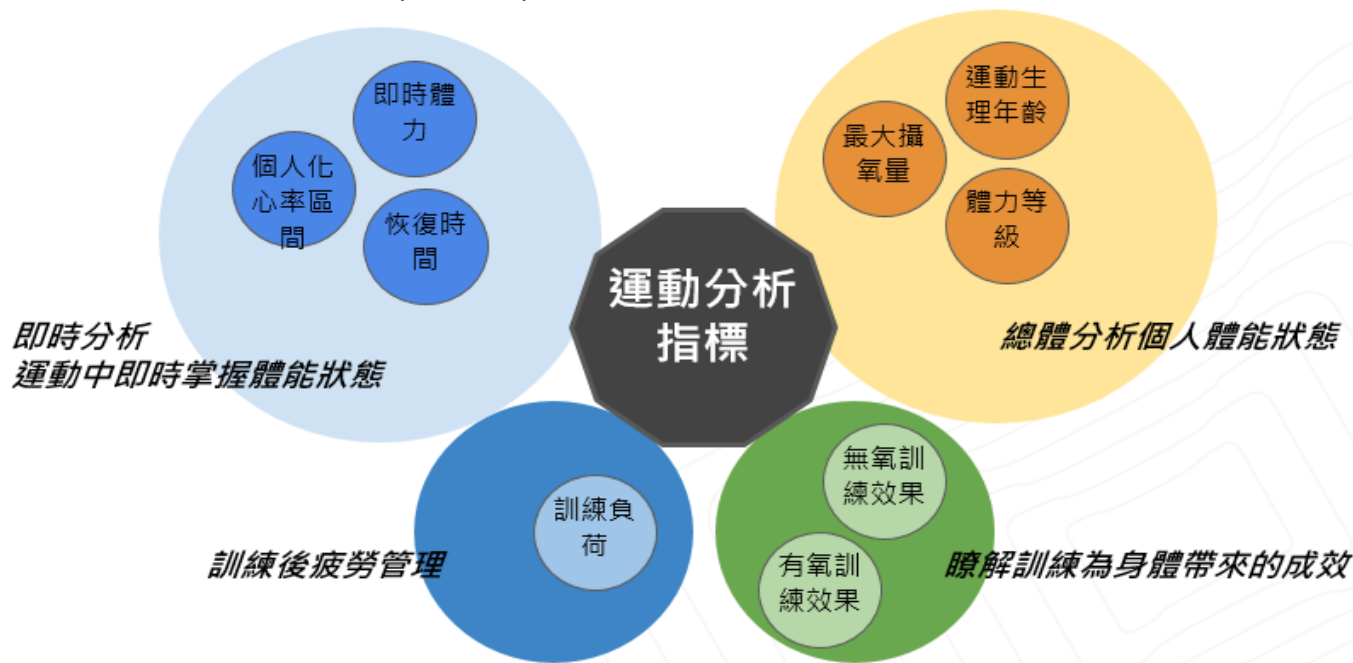 即時體
力
個人化
心率區
間
恢復時
間
即時分析
運動中即時掌握體能狀態
運動生
理年齡
最大攝
氧量
體力等
級
總體分析個人體能狀態
運動分析
指標
訓練負
荷
訓練後疲勞管理
無氧訓
練效果
有氧訓
練效果
瞭解訓練為身體帶來的成效